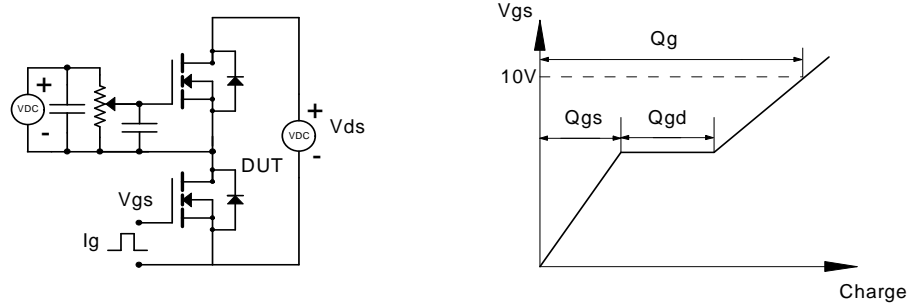 +
VDC
-
+
VDC
-
Vds
DUT
Vgs
Ig
Vgs
Qg
10V
Qgs
Qgd
Charge